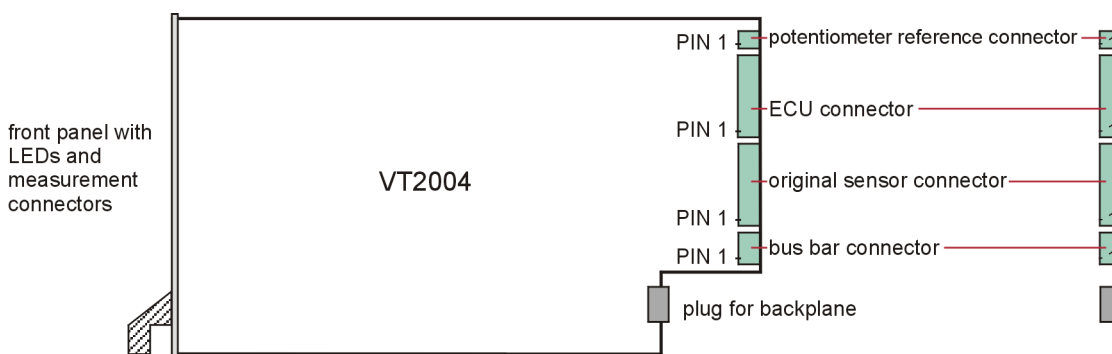 PIN 1
potentiometer reference connector
PIN 1
ECU connector
front panel with
LEDs and
measurement
connectors
VT2004
PIN 1
original sensor connector
PIN 1
bus bar connector
plug for backplane